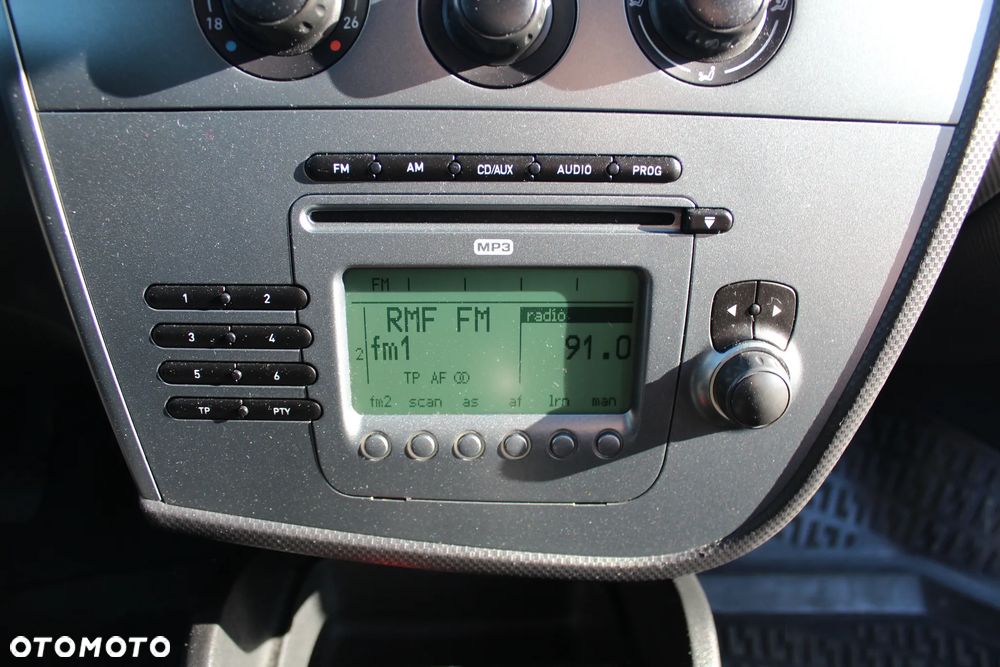 18 26
FM AM CD/AUX AUDIO PROG
MP3
FM
RMF FM radio
2 fm1 91.0
TP AF
fm2 scan as af lrn man
1 2
3 4
5 6
TP PTY
OTOMOTO